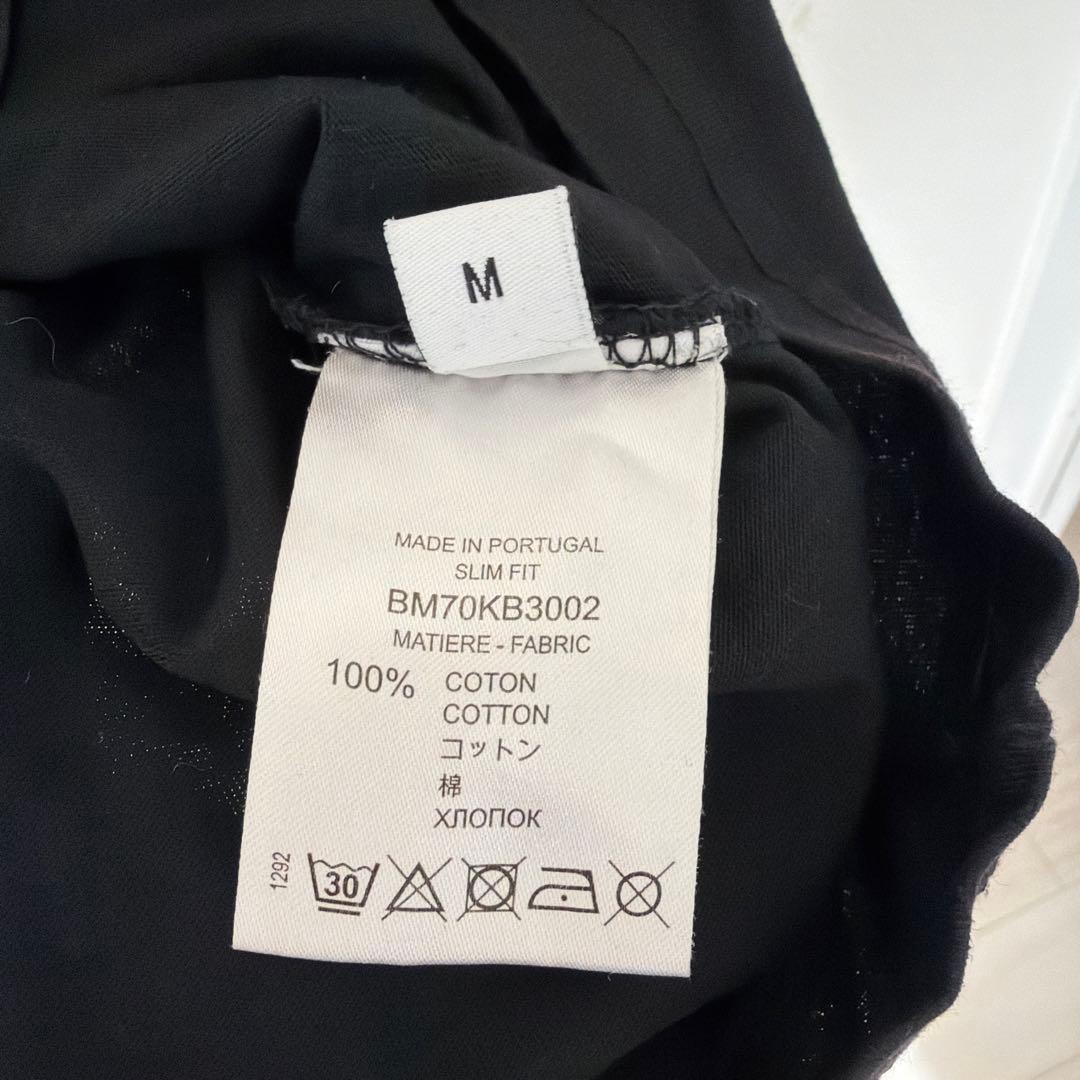 M
MADE IN PORTUGAL
SLIM FIT
BM70KB3002
MATIERE - FABRIC
100% COTON
COTTON
コットン
棉
ХЛОПОК
1292
30